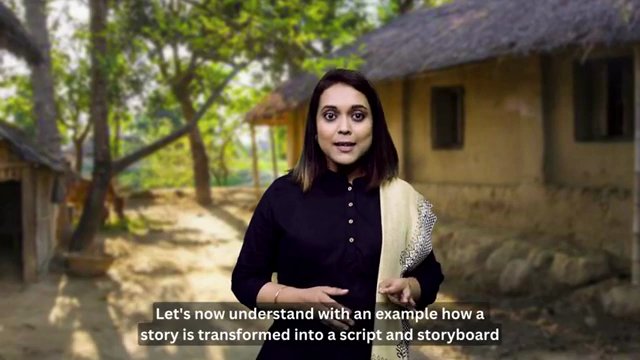 Let's now understand with an example how a
story is transformed into a script and storyboard